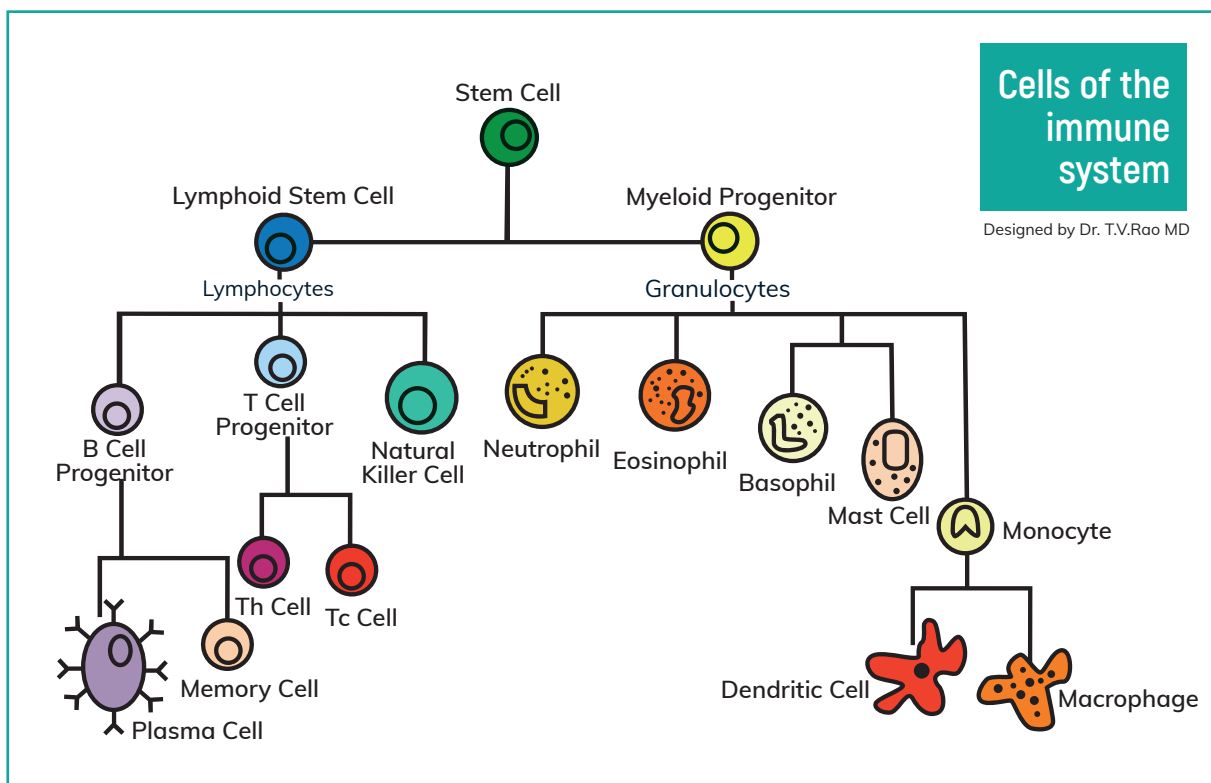 Cells of the
immune
system
Designed by Dr. T.V.Rao MD
Stem Cell
Lymphoid Stem Cell
Myeloid Progenitor
Lymphocytes
Granulocytes
B Cell
Progenitor
T Cell
Progenitor
Natural
Killer Cell
Neutrophil
Eosinophil
Basophil
Mast Cell
Monocyte
Th Cell
Tc Cell
Memory Cell
Plasma Cell
Dendritic Cell
Macrophage